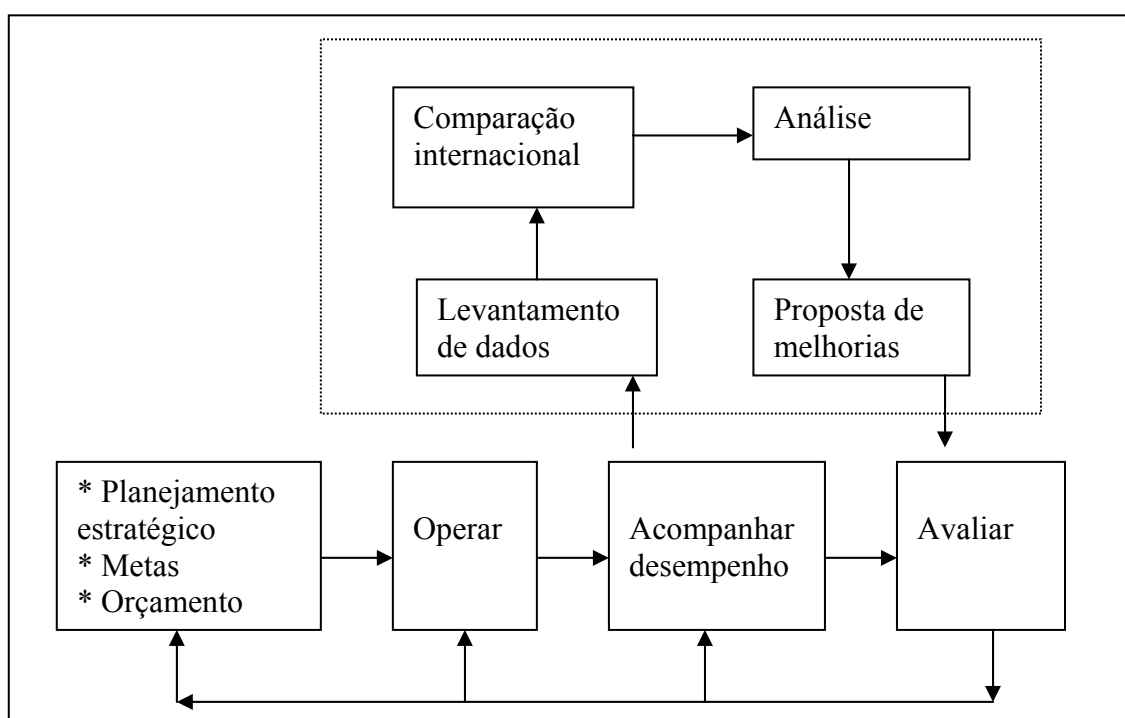 Comparação
internacional
Análise
Levantamento
de dados
Proposta de
melhorias
* Planejamento
estratégico
* Metas
* Orçamento
Operar
Acompanhar
desempenho
Avaliar